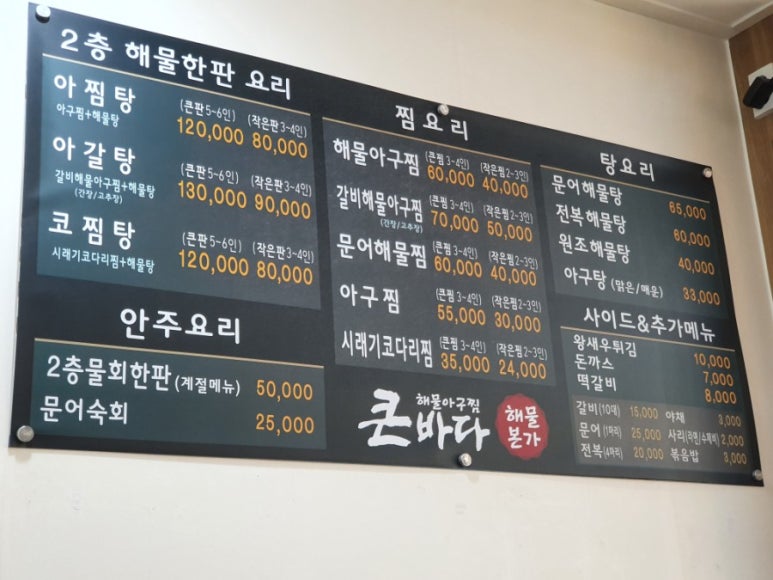 2층 해물한판 요리
아찜탕 (큰판5~6인) (작은판3~4인)
아구찜+해물탕 120,000 80,000
아갈탕 (큰판5~6인) (작은판3~4인)
갈비해물아구찜+해물탕 130,000 90,000
(간장/고추장)
코찜탕 (큰판5~6인) (작은판3~4인)
시래기코다리찜+해물탕 120,000 80,000
안주요리
2층물회한판(계절메뉴) 50,000
문어숙회 25,000
찜요리
해물아구찜 (큰찜3~4인) (작은찜2~3인)
60,000 40,000
갈비해물아구찜 (큰찜3~4인) (작은찜2~3인)
(간장/고추장) 70,000 50,000
문어해물찜 (큰찜3~4인) (작은찜2~3인)
60,000 40,000
아구찜 (큰찜3~4인) (작은찜2~3인)
55,000 30,000
시래기코다리찜 (큰찜3~4인) (작은찜2~3인)
35,000 24,000
해물아구찜
큰바다
해물
본가
탕요리
문어해물탕 65,000
전복해물탕 60,000
원조해물탕 40,000
아구탕 (맑은/매운) 33,000
사이드&추가메뉴
왕새우튀김 10,000
돈까스 7,000
떡갈비 8,000
갈비(10대) 15,000 야채 3,000
문어(1마리) 25,000 사리(라면/수제비) 2,000
전복(4마리) 20,000 볶음밥 3,000